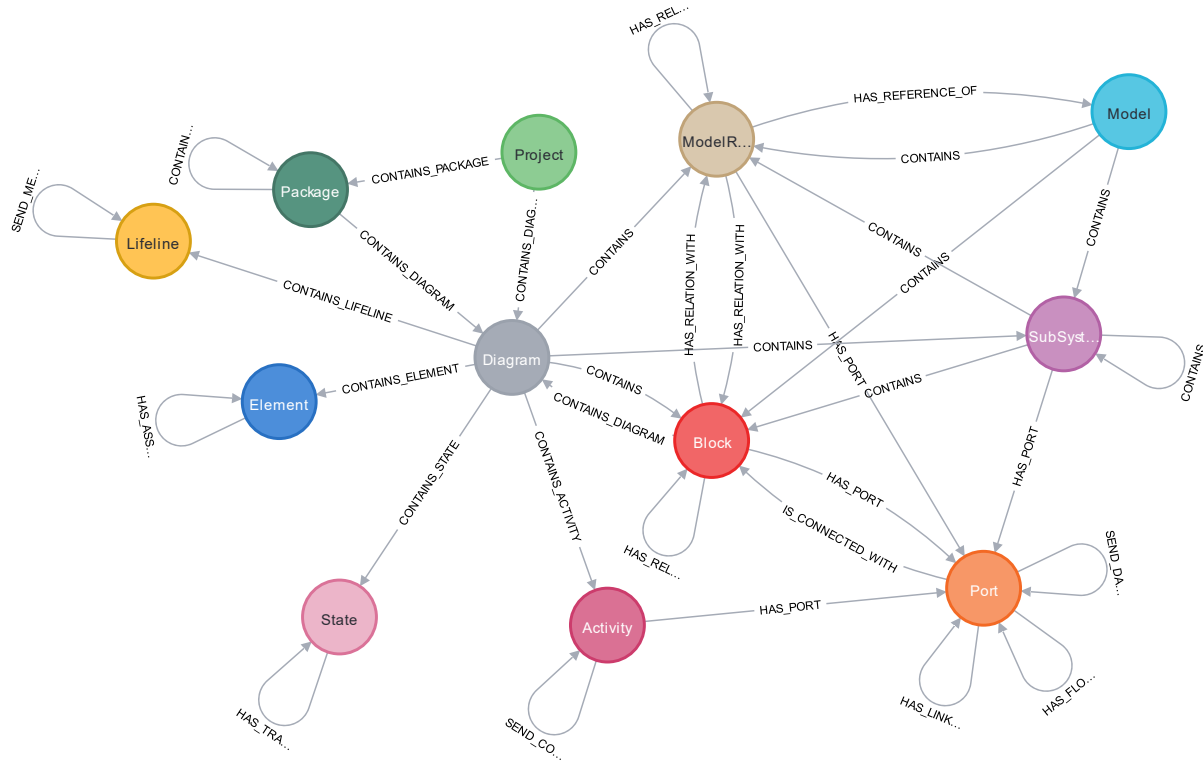 HAS_REL…
Model
HAS_REFERENCE_OF
ModelR…
CONTAINS
Project
CONTAINS_PACKAGE
CONTAIN…
Package
SEND_ME…
Lifeline
CONTAINS_DIAG…
CONTAINS
CONTAINS
CONTAINS
CONTAINS_DIAGRAM
CONTAINS
HAS_RELATION_WITH
HAS_RELATION_WITH
CONTAINS_LIFELINE
HAS_PORT
SubSyst…
CONTAINS
Diagram
CONTAINS
CONTAINS_ELEMENT
CONTAINS
CONTAINS
Element
HAS_ASS…
CONTAINS_DIAGRAM
Block
HAS_PORT
CONTAINS_STATE
CONTAINS_ACTIVITY
HAS_PORT
IS_CONNECTED_WITH
HAS_REL…
SEND_DA…
Port
HAS_PORT
State
Activity
HAS_FLO…
HAS_LINK…
HAS_TRA…
SEND_CO…